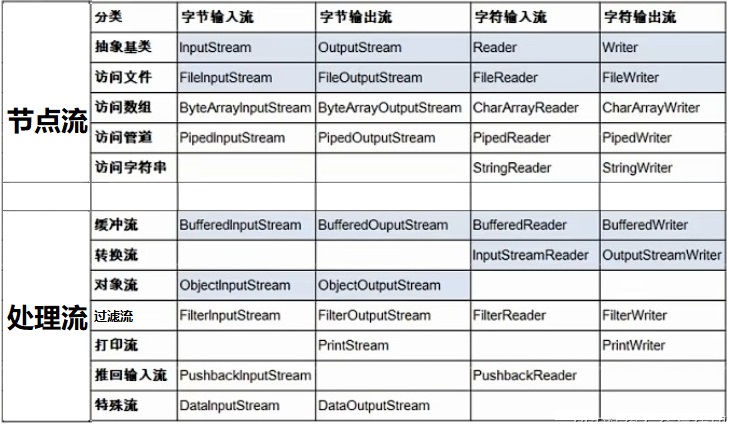 分类 字节输入流 字节输出流 字符输入流 字符输出流
节点流
抽象基类 InputStream OutputStream Reader Writer
访问文件 FileInputStream FileOutputStream FileReader FileWriter
访问数组 ByteArrayInputStream ByteArrayOutputStream CharArrayReader CharArrayWriter
访问管道 PipedInputStream PipedOutputStream PipedReader PipedWriter
访问字符串 StringReader StringWriter
处理流
缓冲流 BufferedInputStream BufferedOuputStream BufferedReader BufferedWriter
转换流 InputStreamReader OutputStreamWriter
对象流 ObjectInputStream ObjectOutputStream
过滤流 FilterInputStream FilterOutputStream FilterReader FilterWriter
打印流 PrintStream PrintWriter
推回输入流 PushbackInputStream PushbackReader
特殊流 DataInputStream DataOutputStream